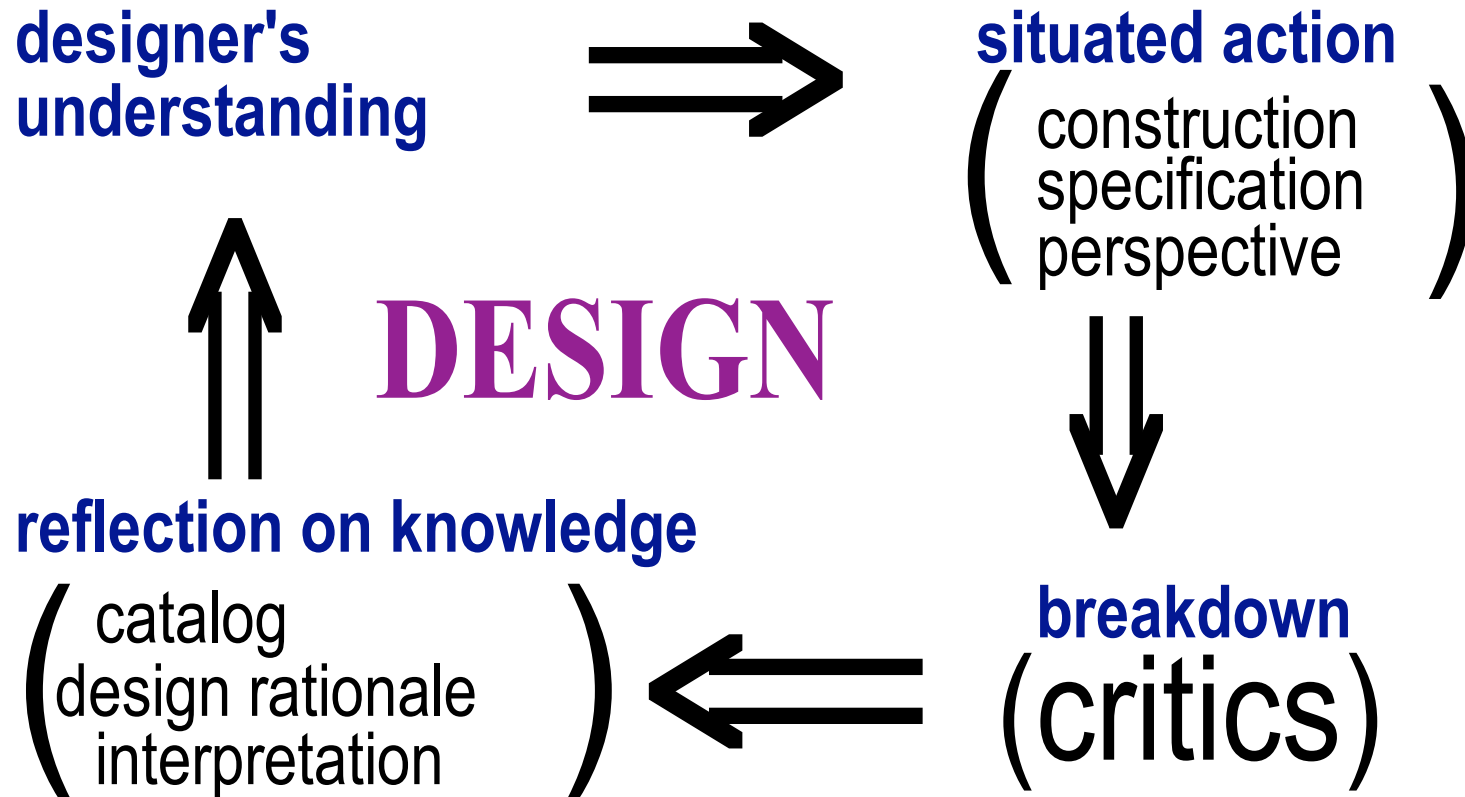 designer's
understanding
situated action
( construction
specification
perspective )
DESIGN
reflection on knowledge
( catalog
design rationale
interpretation )
breakdown
(critics)